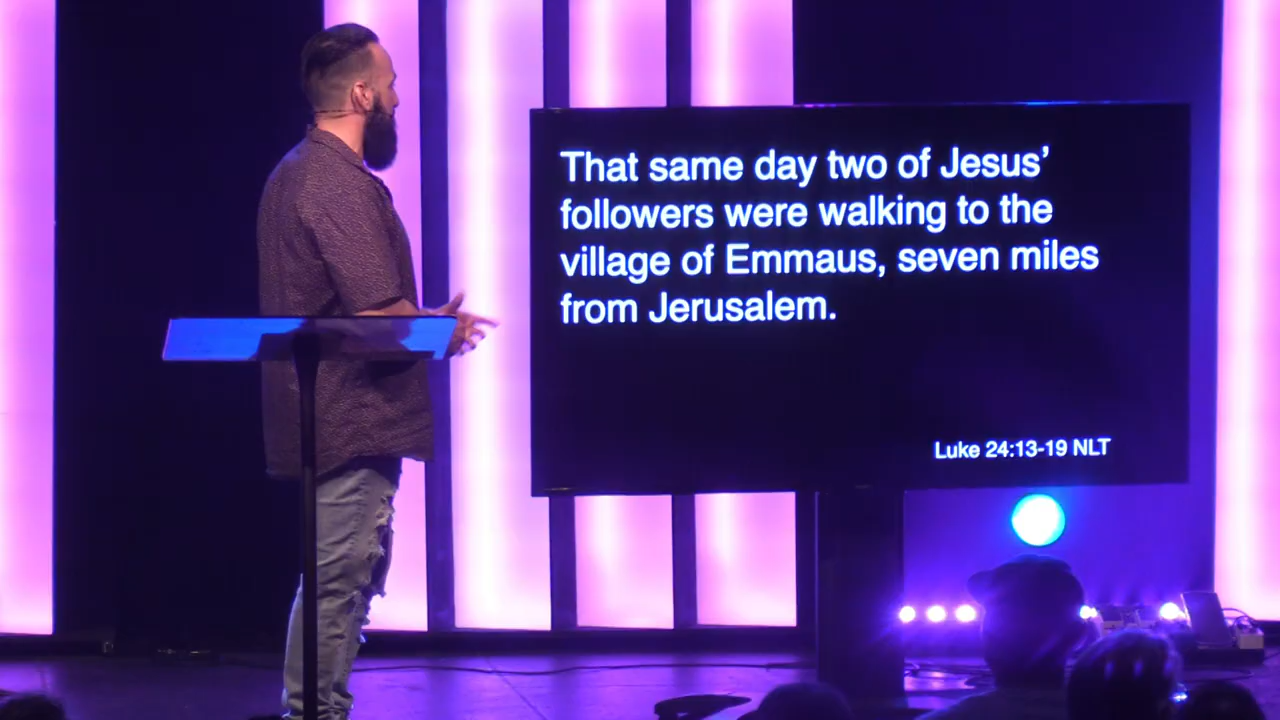 That same day two of Jesus’
followers were walking to the
village of Emmaus, seven miles
from Jerusalem.
Luke 24:13-19 NLT